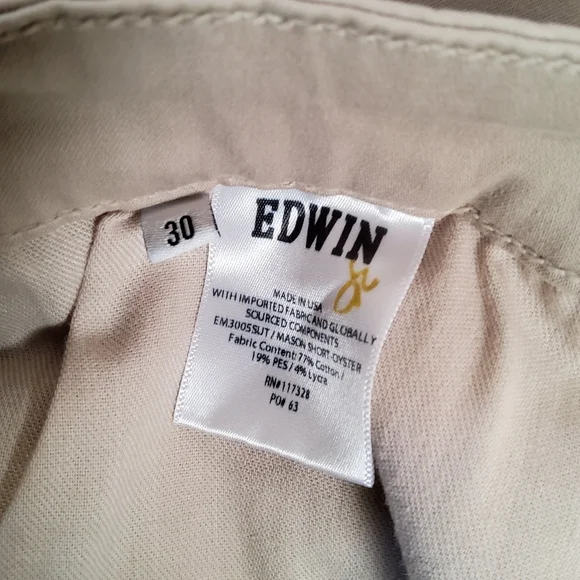 30
EDWIN
MADE IN USA
WITH IMPORTED FABRIC AND GLOBALLY
SOURCED COMPONENTS
EM3005SUT / MASON SHORT-OYSTER
Fabric Content: 77% Cotton /
19% PES / 4% Lycra
RN#117328
PO# 63